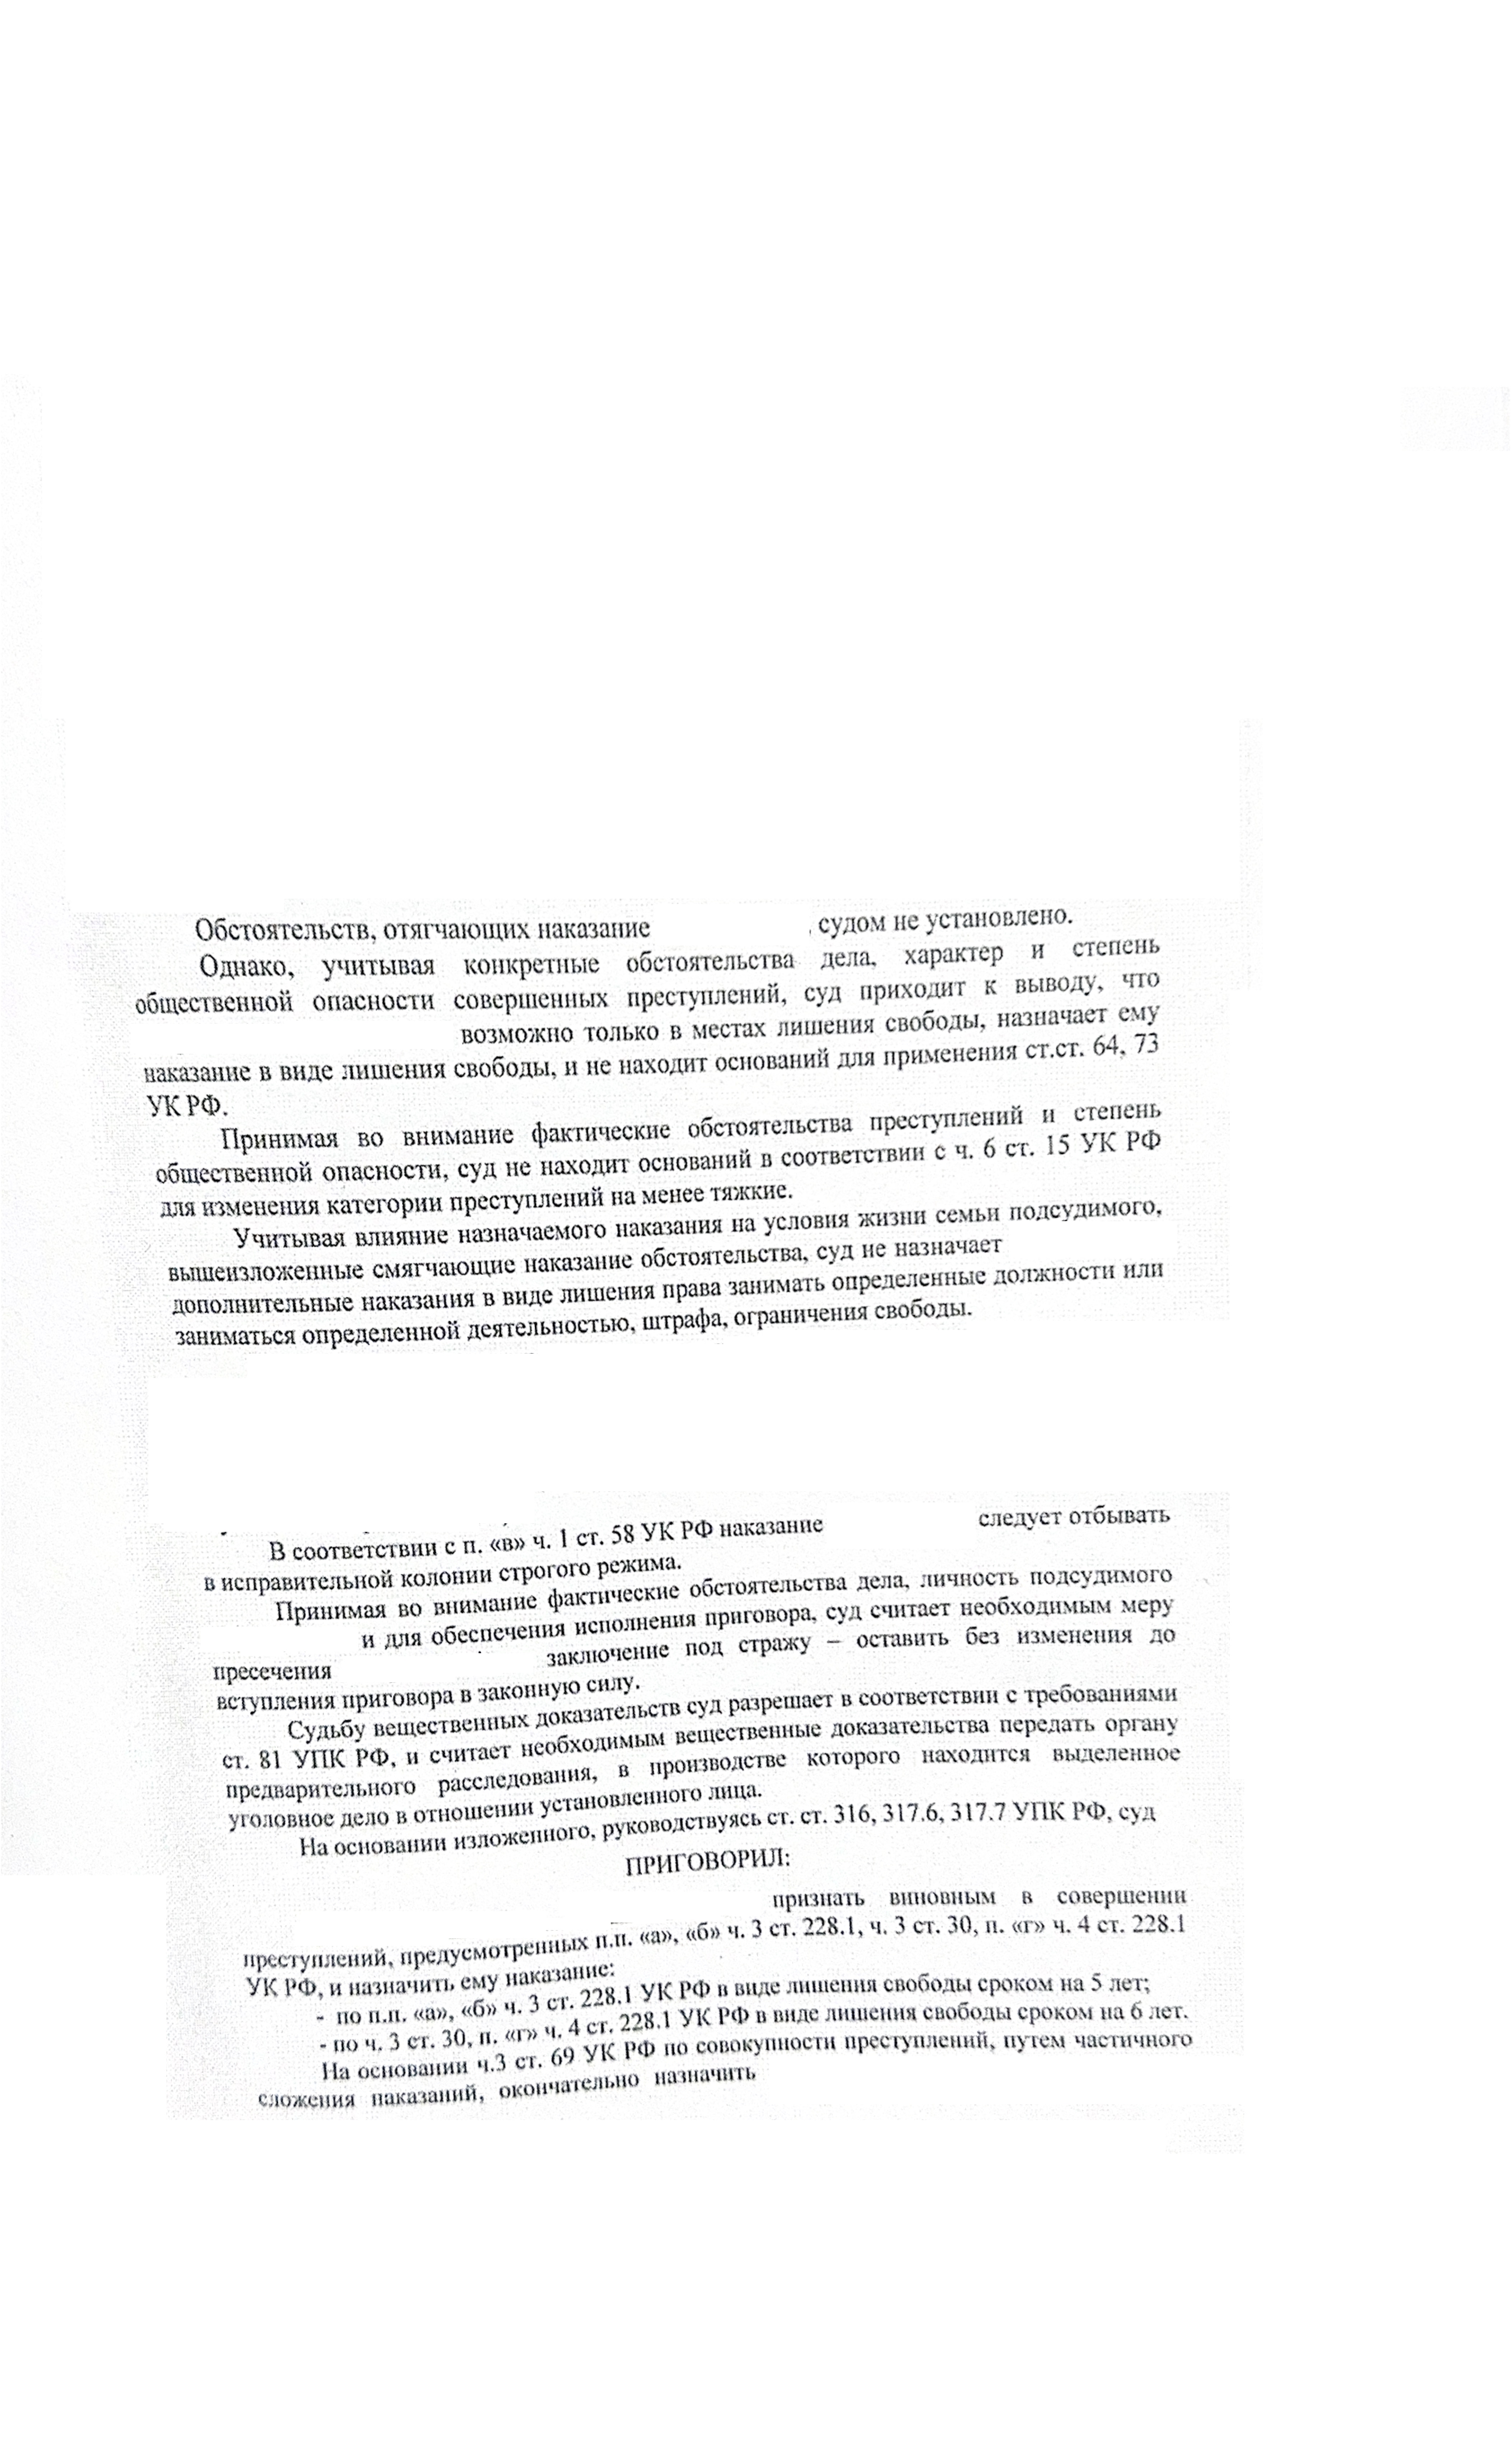 Обстоятельств, отягчающих наказание , судом не установлено.
Однако, учитывая конкретные обстоятельства дела, характер и степень
общественной опасности совершенных преступлений, суд приходит к выводу, что
возможно только в местах лишения свободы, назначает ему
наказание в виде лишения свободы, и не находит оснований для применения ст.ст. 64, 73
УК РФ.
Принимая во внимание фактические обстоятельства преступлений и степень
общественной опасности, суд не находит оснований в соответствии с ч. 6 ст. 15 УК РФ
для изменения категории преступлений на менее тяжкие.
Учитывая влияние назначаемого наказания на условия жизни семьи подсудимого,
вышеизложенные смягчающие наказание обстоятельства, суд не назначает
дополнительные наказания в виде лишения права занимать определенные должности или
заниматься определенной деятельностью, штрафа, ограничения свободы.
В соответствии с п. «в» ч. 1 ст. 58 УК РФ наказание следует отбывать
в исправительной колонии строгого режима.
Принимая во внимание фактические обстоятельства дела, личность подсудимого
и для обеспечения исполнения приговора, суд считает необходимым меру
пресечения заключение под стражу – оставить без изменения до
вступления приговора в законную силу.
Судьбу вещественных доказательств суд разрешает в соответствии с требованиями
ст. 81 УПК РФ, и считает необходимым вещественные доказательства передать органу
предварительного расследования, в производстве которого находится выделенное
уголовное дело в отношении установленного лица.
На основании изложенного, руководствуясь ст. ст. 316, 317.6, 317.7 УПК РФ, суд
ПРИГОВОРИЛ:
признать виновным в совершении
преступлений, предусмотренных п.п. «а», «б» ч. 3 ст. 228.1, ч. 3 ст. 30, п. «г» ч. 4 ст. 228.1
УК РФ, и назначить ему наказание:
- по п.п. «а», «б» ч. 3 ст. 228.1 УК РФ в виде лишения свободы сроком на 5 лет;
- по ч. 3 ст. 30, п. «г» ч. 4 ст. 228.1 УК РФ в виде лишения свободы сроком на 6 лет.
На основании ч.3 ст. 69 УК РФ по совокупности преступлений, путем частичного
сложения наказаний, окончательно назначить